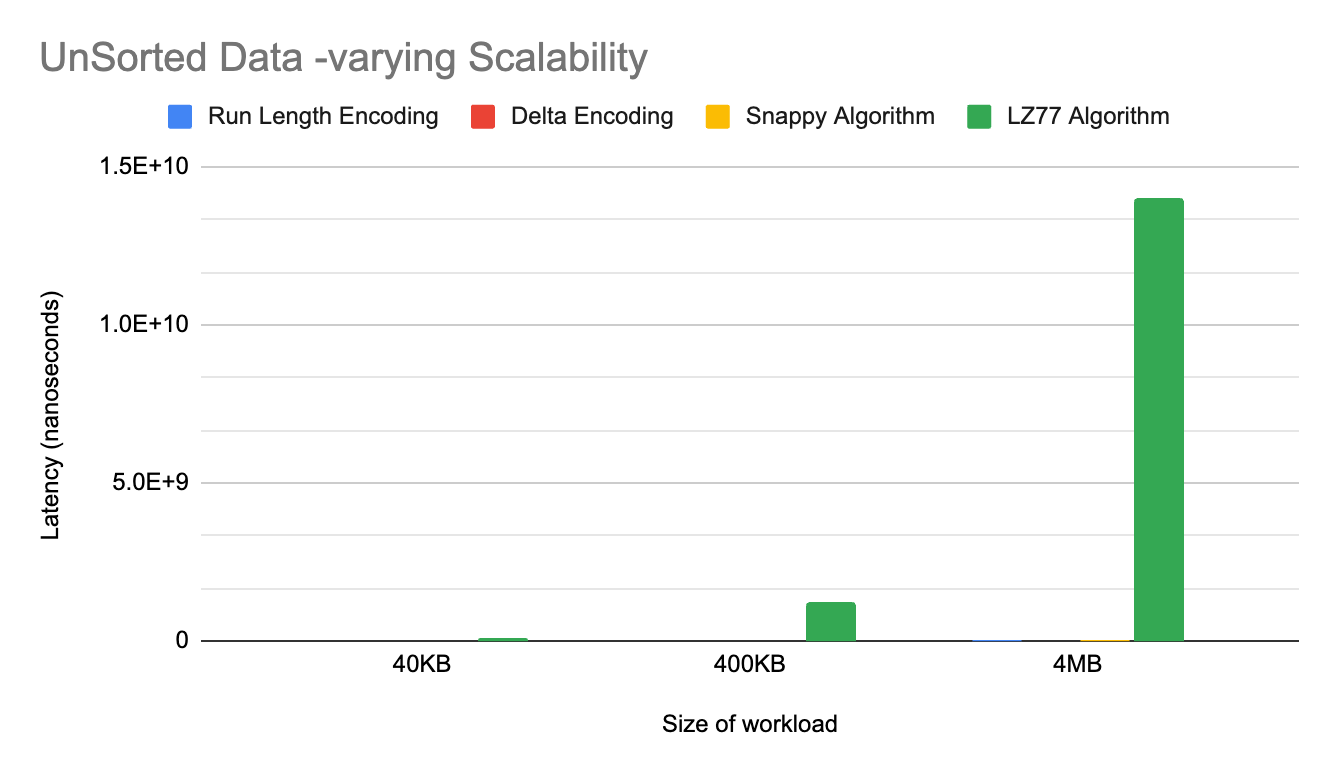 UnSorted Data -varying Scalability
Run Length Encoding Delta Encoding Snappy Algorithm LZ77 Algorithm
1.5E+10
1.0E+10
5.0E+9
0
Latency (nanoseconds)
40KB 400KB 4MB
Size of workload